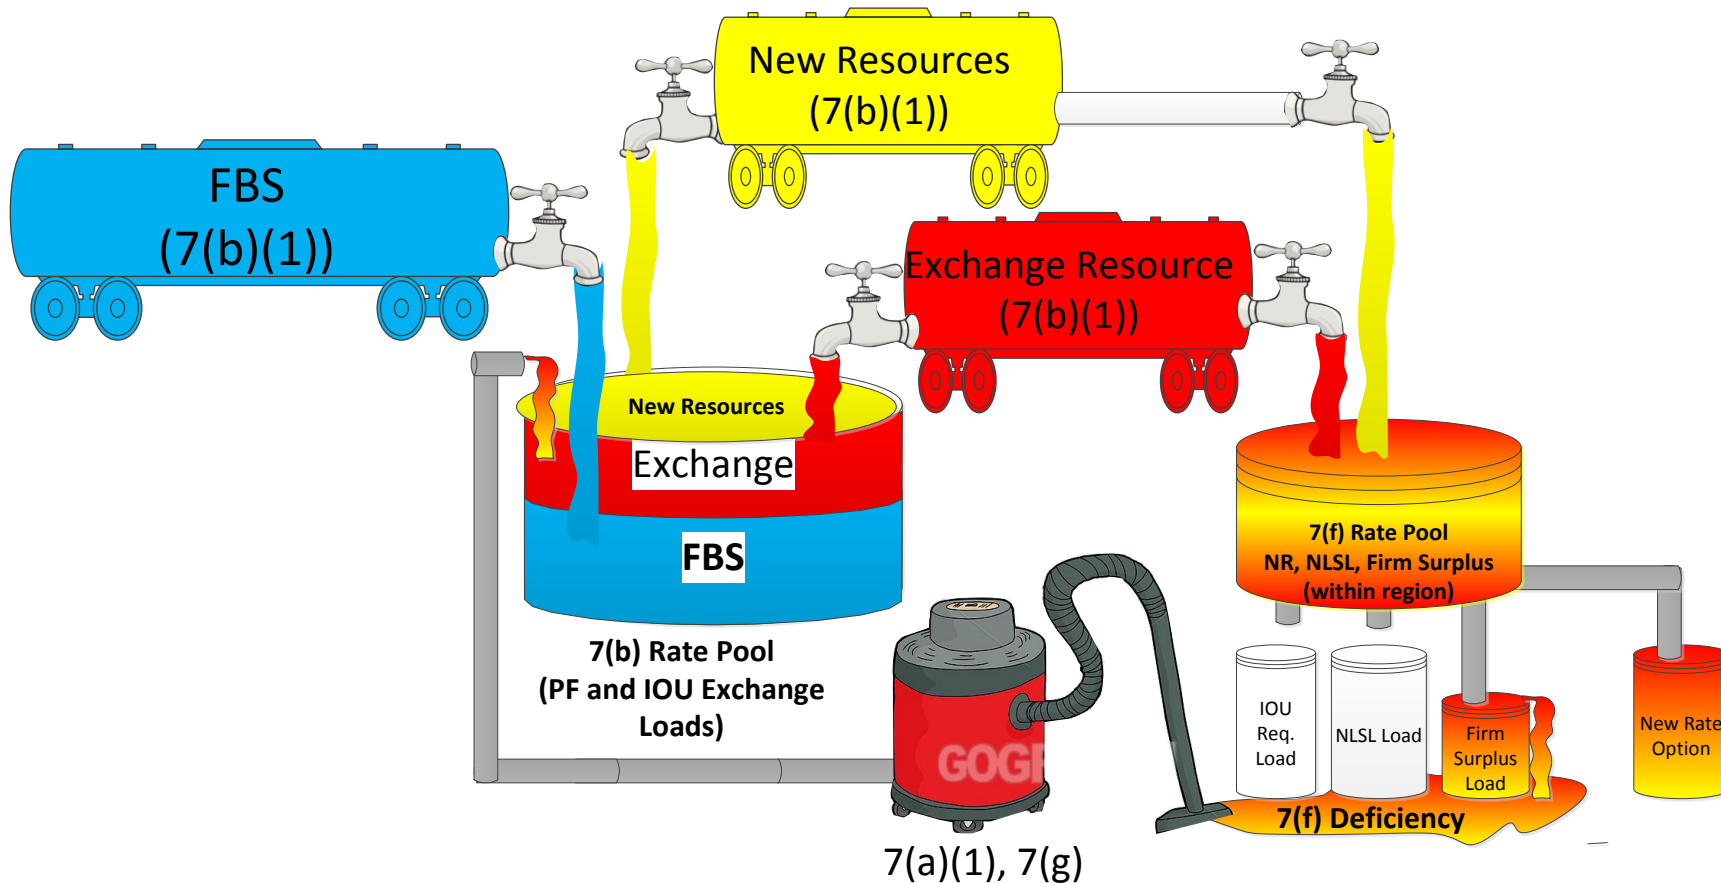 New Resources
(7(b)(1))
FBS
(7(b)(1))
Exchange Resource
(7(b)(1))
New Resources
Exchange
FBS
7(b) Rate Pool
(PF and IOU Exchange
Loads)
7(f) Rate Pool
NR, NLSL, Firm Surplus
(within region)
IOU
Req.
Load
NLSL Load
Firm
Surplus
Load
New Rate
Option
7(f) Deficiency
7(a)(1), 7(g)